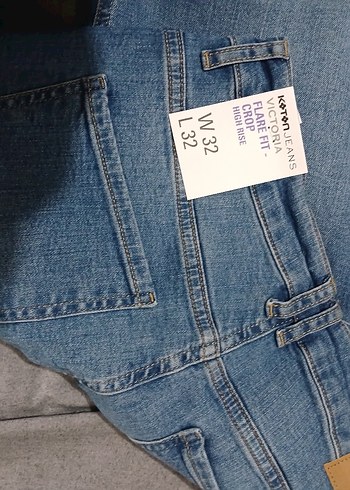 KOTON JEANS
VICTORIA
FLARE FIT -
CROP
HIGH RISE
W 32
L 32